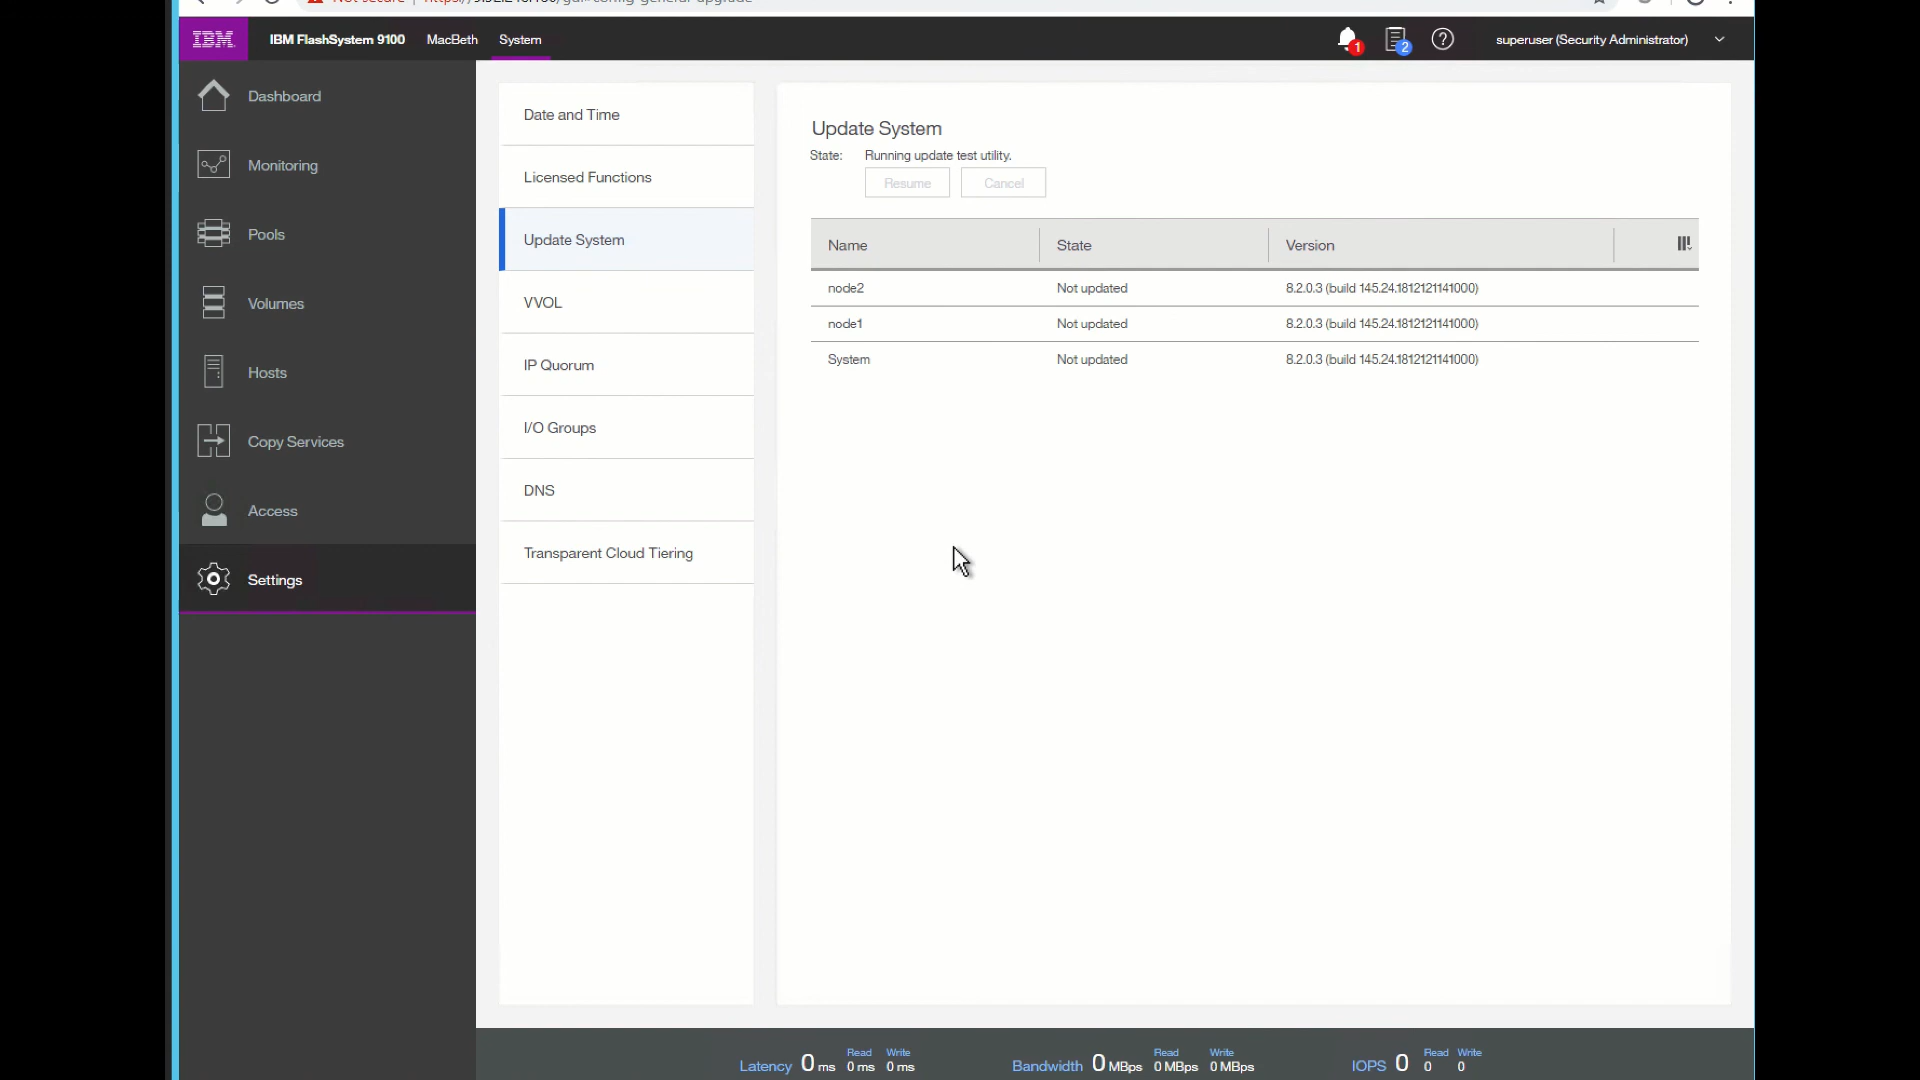 Not secure | https://
IBM
IBM FlashSystem 9100 MacBeth System
1
2
superuser (Security Administrator)
Dashboard
Monitoring
Pools
Volumes
Hosts
Copy Services
Access
Settings
Date and Time
Licensed Functions
Update System
VVOL
IP Quorum
I/O Groups
DNS
Transparent Cloud Tiering
Update System
State: Running update test utility.
Resume Cancel
Name State Version
node2 Not updated 8.2.0.3 (build 145.24.1812121141000)
node1 Not updated 8.2.0.3 (build 145.24.1812121141000)
System Not updated 8.2.0.3 (build 145.24.1812121141000)
Latency 0 ms Read 0 ms Write 0 ms
Bandwidth 0 MBps Read 0 MBps Write 0 MBps
IOPS 0 Read 0 Write 0